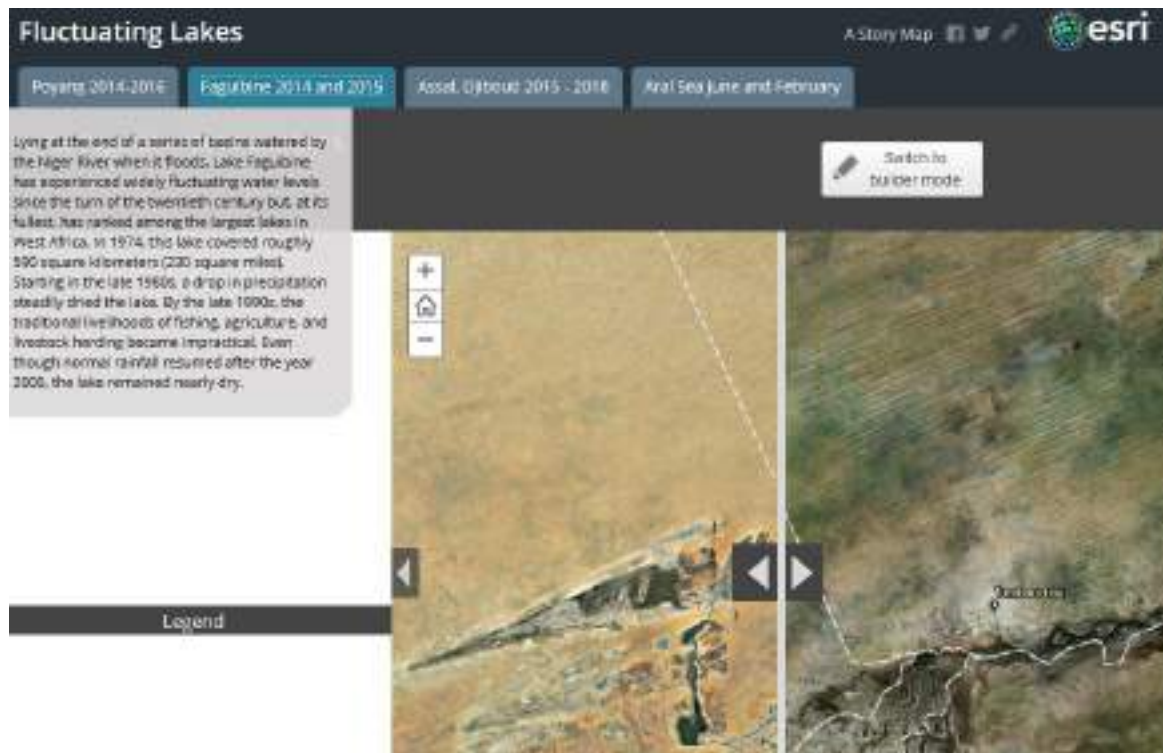 Fluctuating Lakes
A Story Map
esri
Poyang 2014-2016
Faguibine 2014 and 2015
Assal, Djibouti 2015 - 2016
Aral Sea June and February
Lying at the end of a series of basins watered by
the Niger River when it floods, Lake Faguibine
has experienced widely fluctuating water levels
since the turn of the twentieth century but, at its
fullest, has ranked among the largest lakes in
West Africa. In 1974, this lake covered roughly
590 square kilometers (230 square miles).
Starting in the late 1980s, a drop in precipitation
steadily dried the lake. By the late 1990s, the
traditional livelihoods of fishing, agriculture, and
livestock herding became impractical. Even
though normal rainfall resumed after the year
2000, the lake remained nearly dry.
Switch to
builder mode
Legend